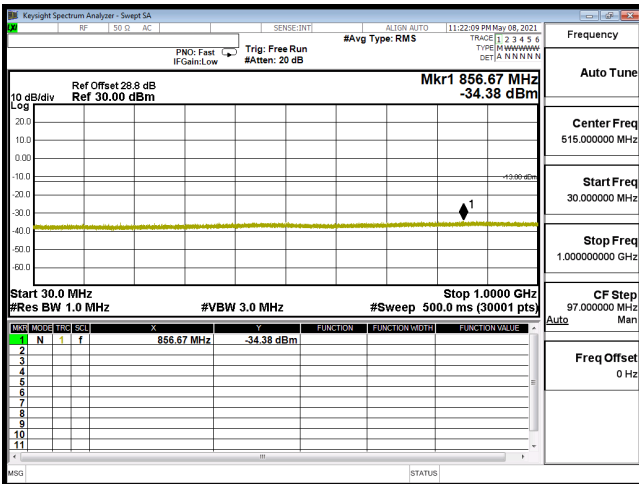 Keysight Spectrum Analyzer - Swept SA
RF 50 Ω AC SENSE:INT ALIGN AUTO 11:22:09 PM May 08, 2021
#Avg Type: RMS TRACE 1 2 3 4 5 6
PNO: Fast Trig: Free Run TYPE M WWWWW
IFGain:Low #Atten: 20 dB DET A N N N N N
Mkr1 856.67 MHz
Ref Offset 28.8 dB
10 dB/div Ref 30.00 dBm -34.38 dBm
Log
20.0
10.0
0.00
-10.0
-13.00 dBm
-20.0
-30.0
1
-40.0
-50.0
-60.0
Start 30.0 MHz Stop 1.0000 GHz
#Res BW 1.0 MHz #VBW 3.0 MHz #Sweep 500.0 ms (30001 pts)
MKR MODE TRC SCL X Y FUNCTION FUNCTION WIDTH FUNCTION VALUE
1 N 1 f 856.67 MHz -34.38 dBm
2
3
4
5
6
7
8
9
10
11
MSG STATUS
Frequency
Auto Tune
Center Freq
515.000000 MHz
Start Freq
30.000000 MHz
Stop Freq
1.000000000 GHz
CF Step
97.000000 MHz
Auto Man
Freq Offset
0 Hz